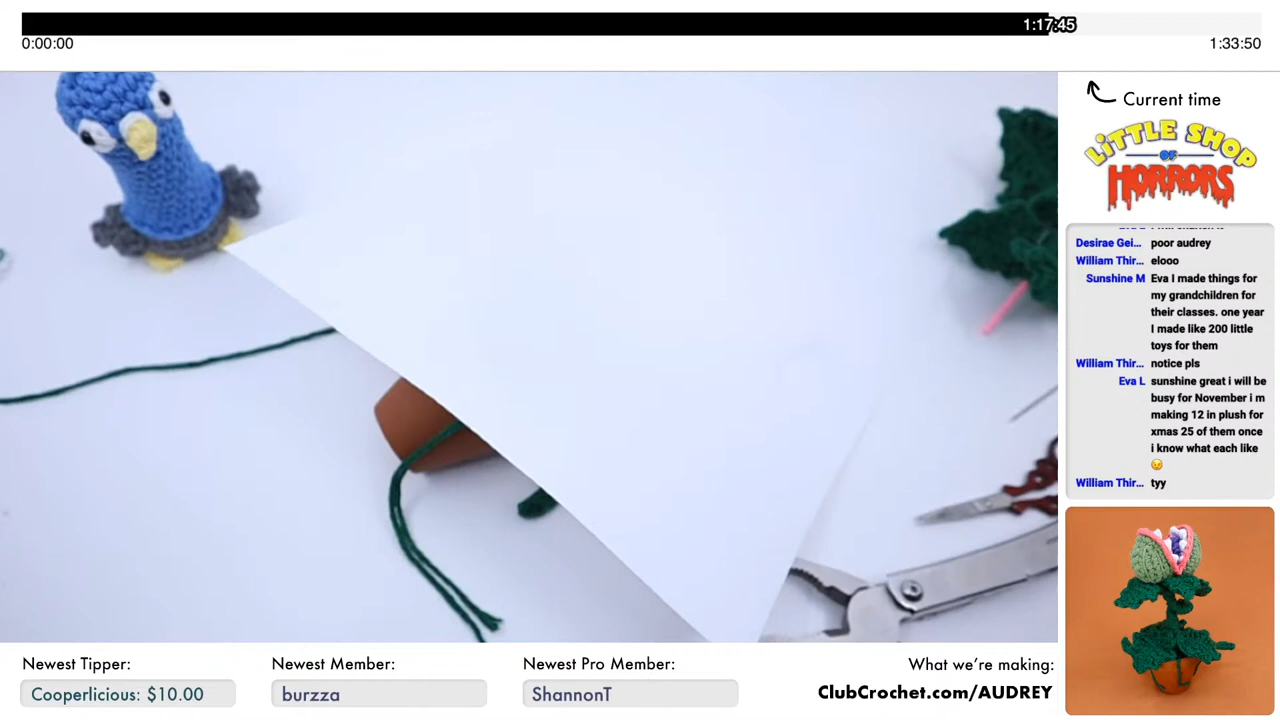 1:17:45
0:00:00
1:33:50
Current time
LiTTLE SHOP
OF
HORRORS
Desirae Gei... poor audrey
William Thir... elooo
Sunshine M Eva I made things for
my grandchildren for
their classes. one year
I made like 200 little
toys for them
William Thir... notice pls
Eva L sunshine great i will be
busy for November i m
making 12 in plush for
xmas 25 of them once
i know what each like
😣
William Thir... tyy
Newest Tipper:
Cooperlicious: $10.00
Newest Member:
burzza
Newest Pro Member:
ShannonT
What we're making:
ClubCrochet.com/AUDREY